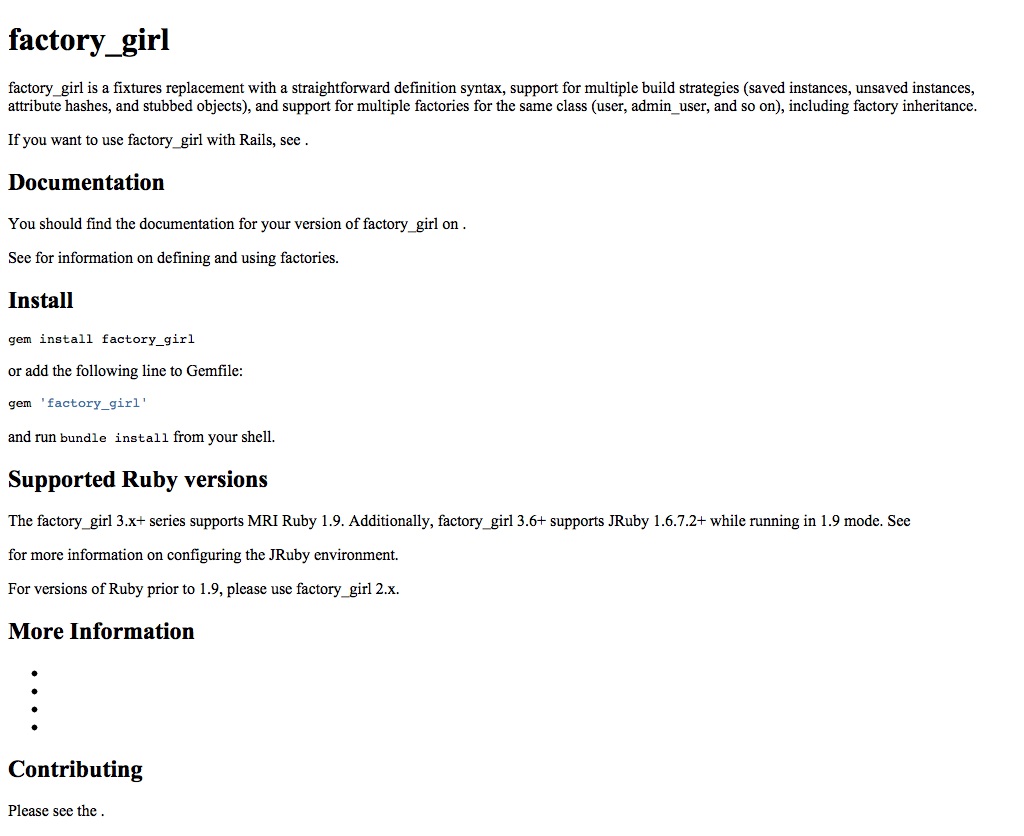 factory_girl
factory_girl is a fixtures replacement with a straightforward definition syntax, support for multiple build strategies (saved instances, unsaved instances,
attribute hashes, and stubbed objects), and support for multiple factories for the same class (user, admin_user, and so on), including factory inheritance.
If you want to use factory_girl with Rails, see .
Documentation
You should find the documentation for your version of factory_girl on .
See for information on defining and using factories.
Install
gem install factory_girl
or add the following line to Gemfile:
gem 'factory_girl'
and run bundle install from your shell.
Supported Ruby versions
The factory_girl 3.x+ series supports MRI Ruby 1.9. Additionally, factory_girl 3.6+ supports JRuby 1.6.7.2+ while running in 1.9 mode. See
for more information on configuring the JRuby environment.
For versions of Ruby prior to 1.9, please use factory_girl 2.x.
More Information
Contributing
Please see the .